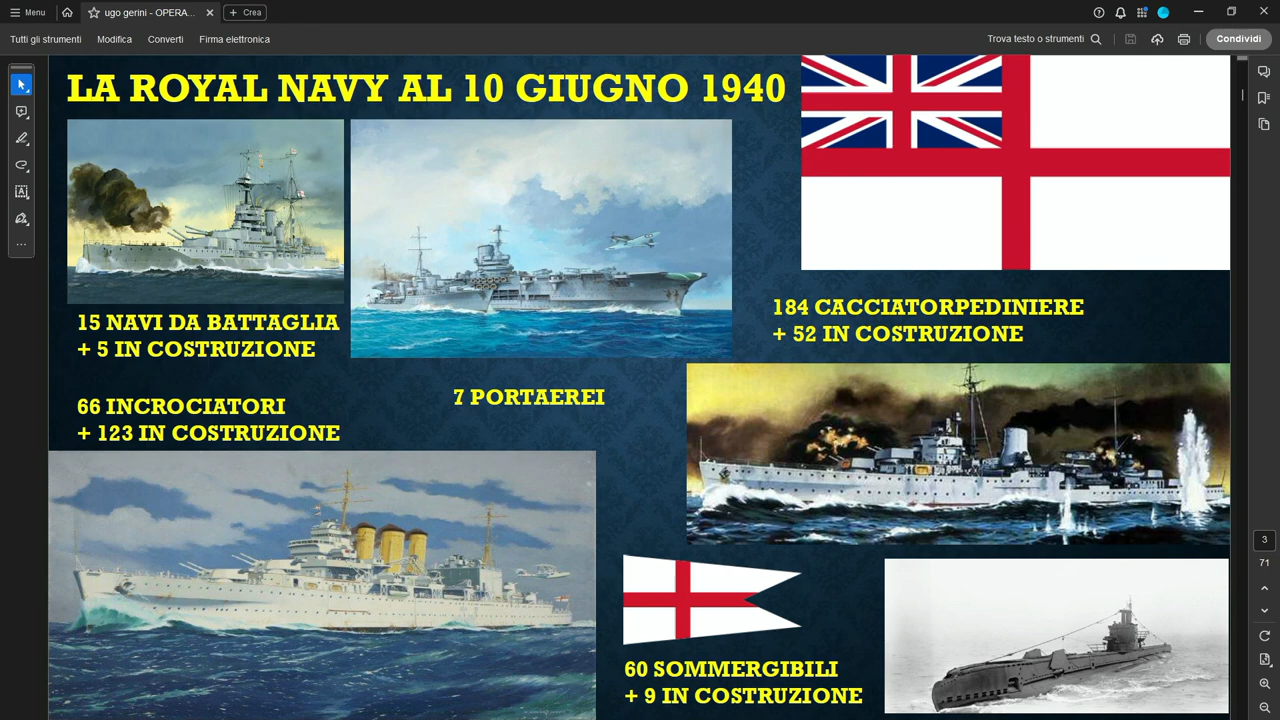 Menu
ugo gerini - OPERA...
Crea
Tutti gli strumenti
Modifica
Converti
Firma elettronica
Trova testo o strumenti
Condividi
LA ROYAL NAVY AL 10 GIUGNO 1940
15 NAVI DA BATTAGLIA
+ 5 IN COSTRUZIONE
184 CACCIATORPEDINIERE
+ 52 IN COSTRUZIONE
7 PORTAEREI
66 INCROCIATORI
+ 123 IN COSTRUZIONE
60 SOMMERGIBILI
+ 9 IN COSTRUZIONE
3
71